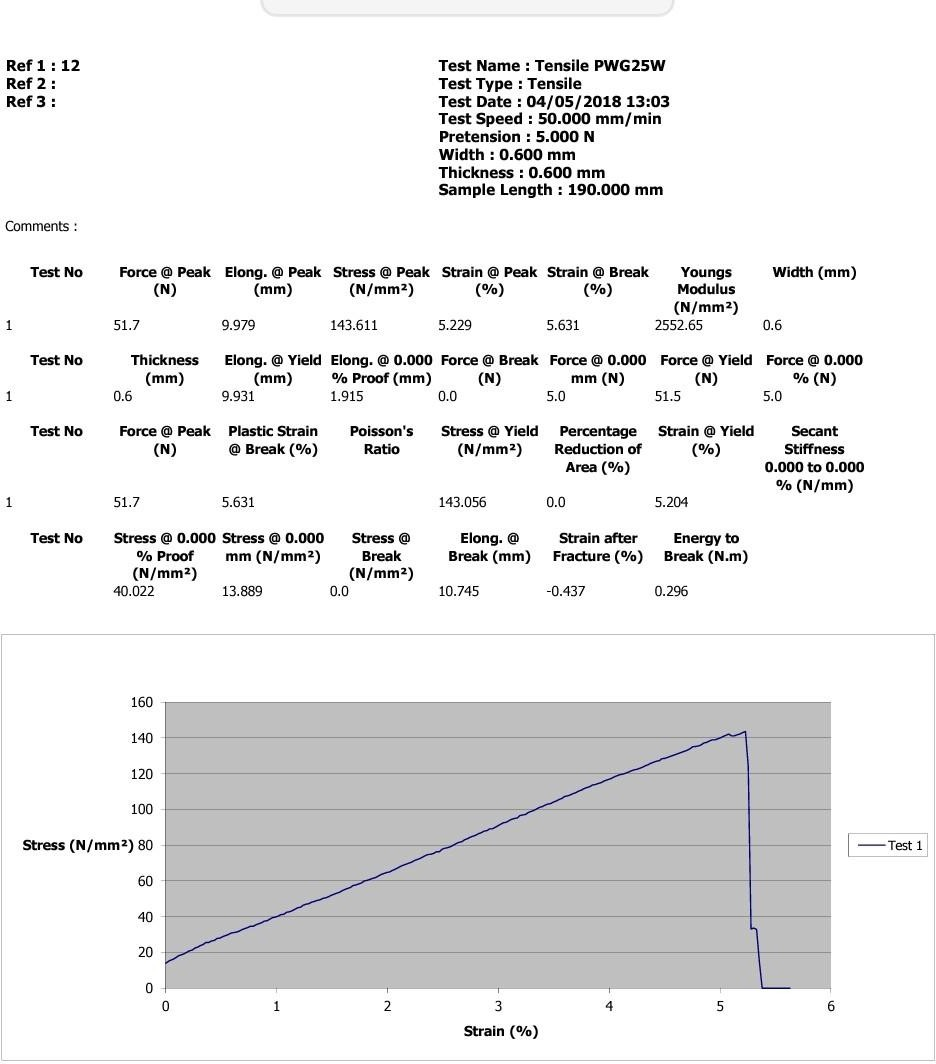 Ref 1 : 12
Ref 2 :
Ref 3 :
Test Name : Tensile PWG25W
Test Type : Tensile
Test Date : 04/05/2018 13:03
Test Speed : 50.000 mm/min
Pretension : 5.000 N
Width : 0.600 mm
Thickness : 0.600 mm
Sample Length : 190.000 mm
Comments :
Test No Force @ Peak Elong. @ Peak Stress @ Peak Strain @ Peak Strain @ Break Youngs Width (mm)
(N) (mm) (N/mm²) (%) (%) Modulus
(N/mm²)
1 51.7 9.979 143.611 5.229 5.631 2552.65 0.6
Test No Thickness Elong. @ Yield Elong. @ 0.000 Force @ Break Force @ 0.000 Force @ Yield Force @ 0.000
(mm) (mm) % Proof (mm) (N) mm (N) (N) % (N)
1 0.6 9.931 1.915 0.0 5.0 51.5 5.0
Test No Force @ Peak Plastic Strain Poisson's Stress @ Yield Percentage Strain @ Yield Secant
(N) @ Break (%) Ratio (N/mm²) Reduction of (%) Stiffness
Area (%) 0.000 to 0.000
% (N/mm)
1 51.7 5.631 143.056 0.0 5.204
Test No Stress @ 0.000 Stress @ 0.000 Stress @ Elong. @ Strain after Energy to
% Proof mm (N/mm²) Break Break (mm) Fracture (%) Break (N.m)
(N/mm²) (N/mm²)
40.022 13.889 0.0 10.745 -0.437 0.296
160
140
120
100
Stress (N/mm²) 80
60
40
20
0
0 1 2 3 4 5 6
Strain (%)
Test 1